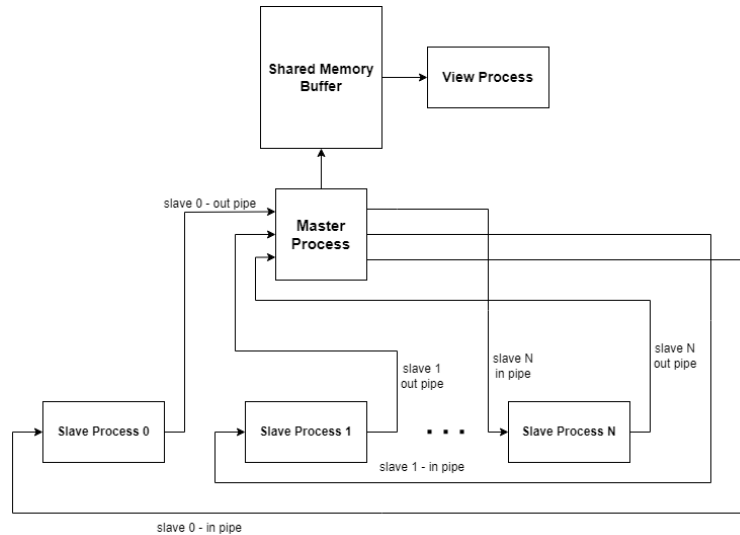 Shared Memory
Buffer
View Process
slave 0 - out pipe
Master
Process
slave 1
out pipe
slave N
in pipe
slave N
out pipe
Slave Process 0
Slave Process 1
. . .
Slave Process N
slave 1 - in pipe
slave 0 - in pipe